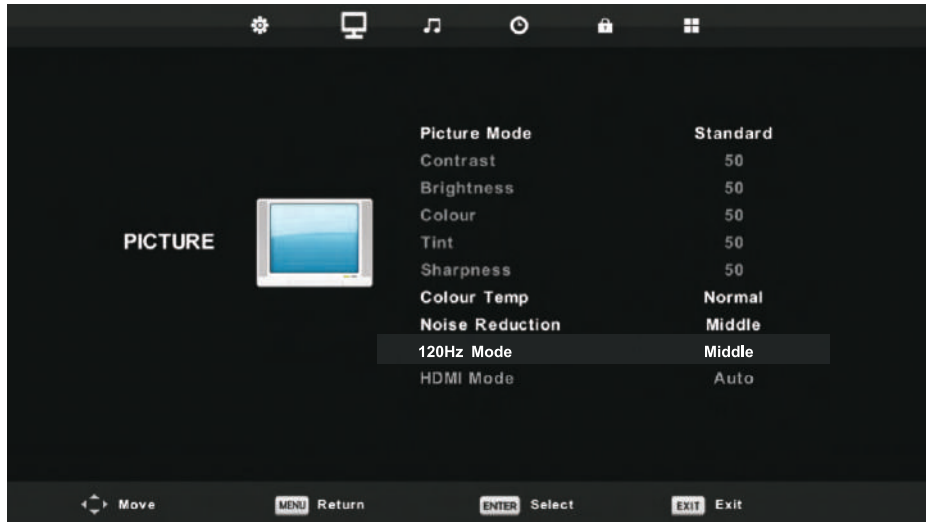 Picture Mode Standard
Contrast 50
Brightness 50
Colour 50
PICTURE
Tint 50
Sharpness 50
Colour Temp Normal
Noise Reduction Middle
120Hz Mode Middle
HDMI Mode Auto
Move MENU Return ENTER Select EXIT Exit